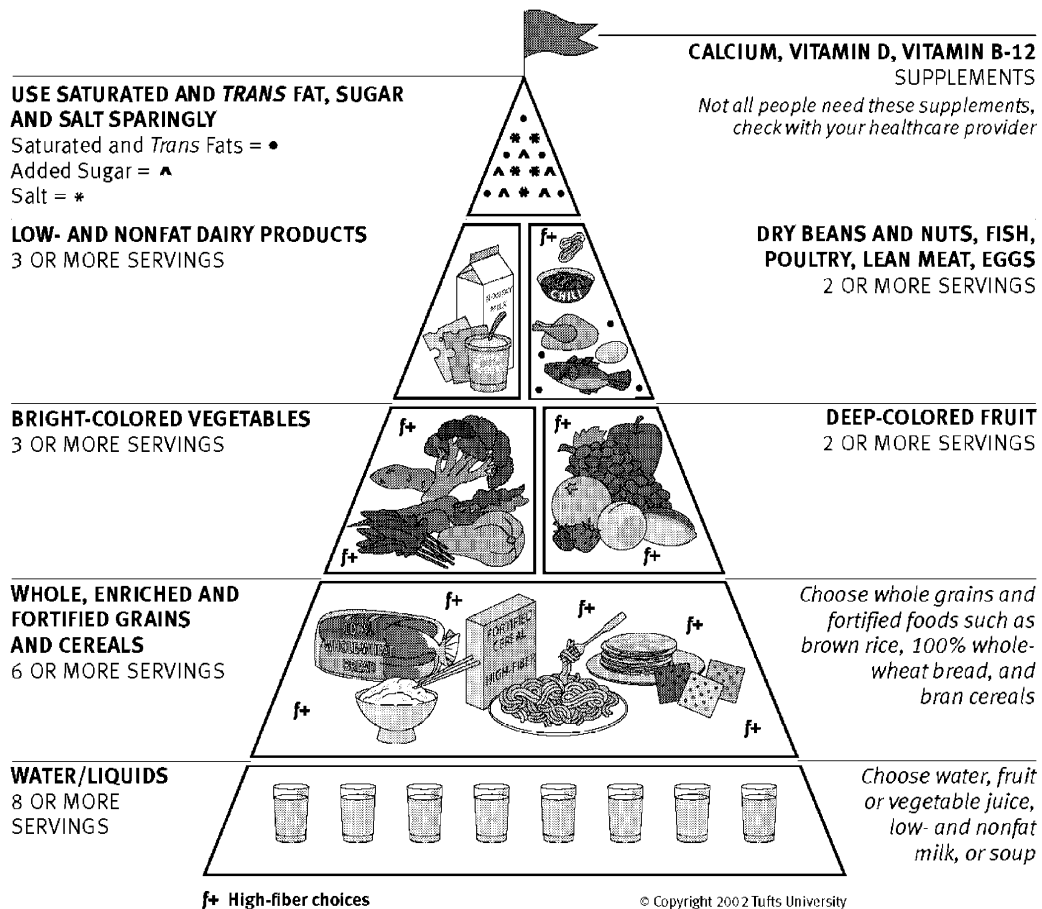 CALCIUM, VITAMIN D, VITAMIN B-12
SUPPLEMENTS
Not all people need these supplements,
check with your healthcare provider
USE SATURATED AND TRANS FAT, SUGAR
AND SALT SPARINGLY
Saturated and Trans Fats = •
Added Sugar = ^
Salt = *
LOW- AND NONFAT DAIRY PRODUCTS
3 OR MORE SERVINGS
NONFAT
MILK
f+
CHILI
DRY BEANS AND NUTS, FISH,
POULTRY, LEAN MEAT, EGGS
2 OR MORE SERVINGS
BRIGHT-COLORED VEGETABLES
3 OR MORE SERVINGS
f+
f+
f+
f+
DEEP-COLORED FRUIT
2 OR MORE SERVINGS
WHOLE, ENRICHED AND
FORTIFIED GRAINS
AND CEREALS
6 OR MORE SERVINGS
100%
WHOLE-WHEAT
BREAD
FORTIFIED
CEREAL
HIGH FIBER
f+
f+
f+
f+
f+
Choose whole grains and
fortified foods such as
brown rice, 100% whole-
wheat bread, and
bran cereals
WATER/LIQUIDS
8 OR MORE
SERVINGS
Choose water, fruit
or vegetable juice,
low- and nonfat
milk, or soup
f+ High-fiber choices
© Copyright 2002 Tufts University